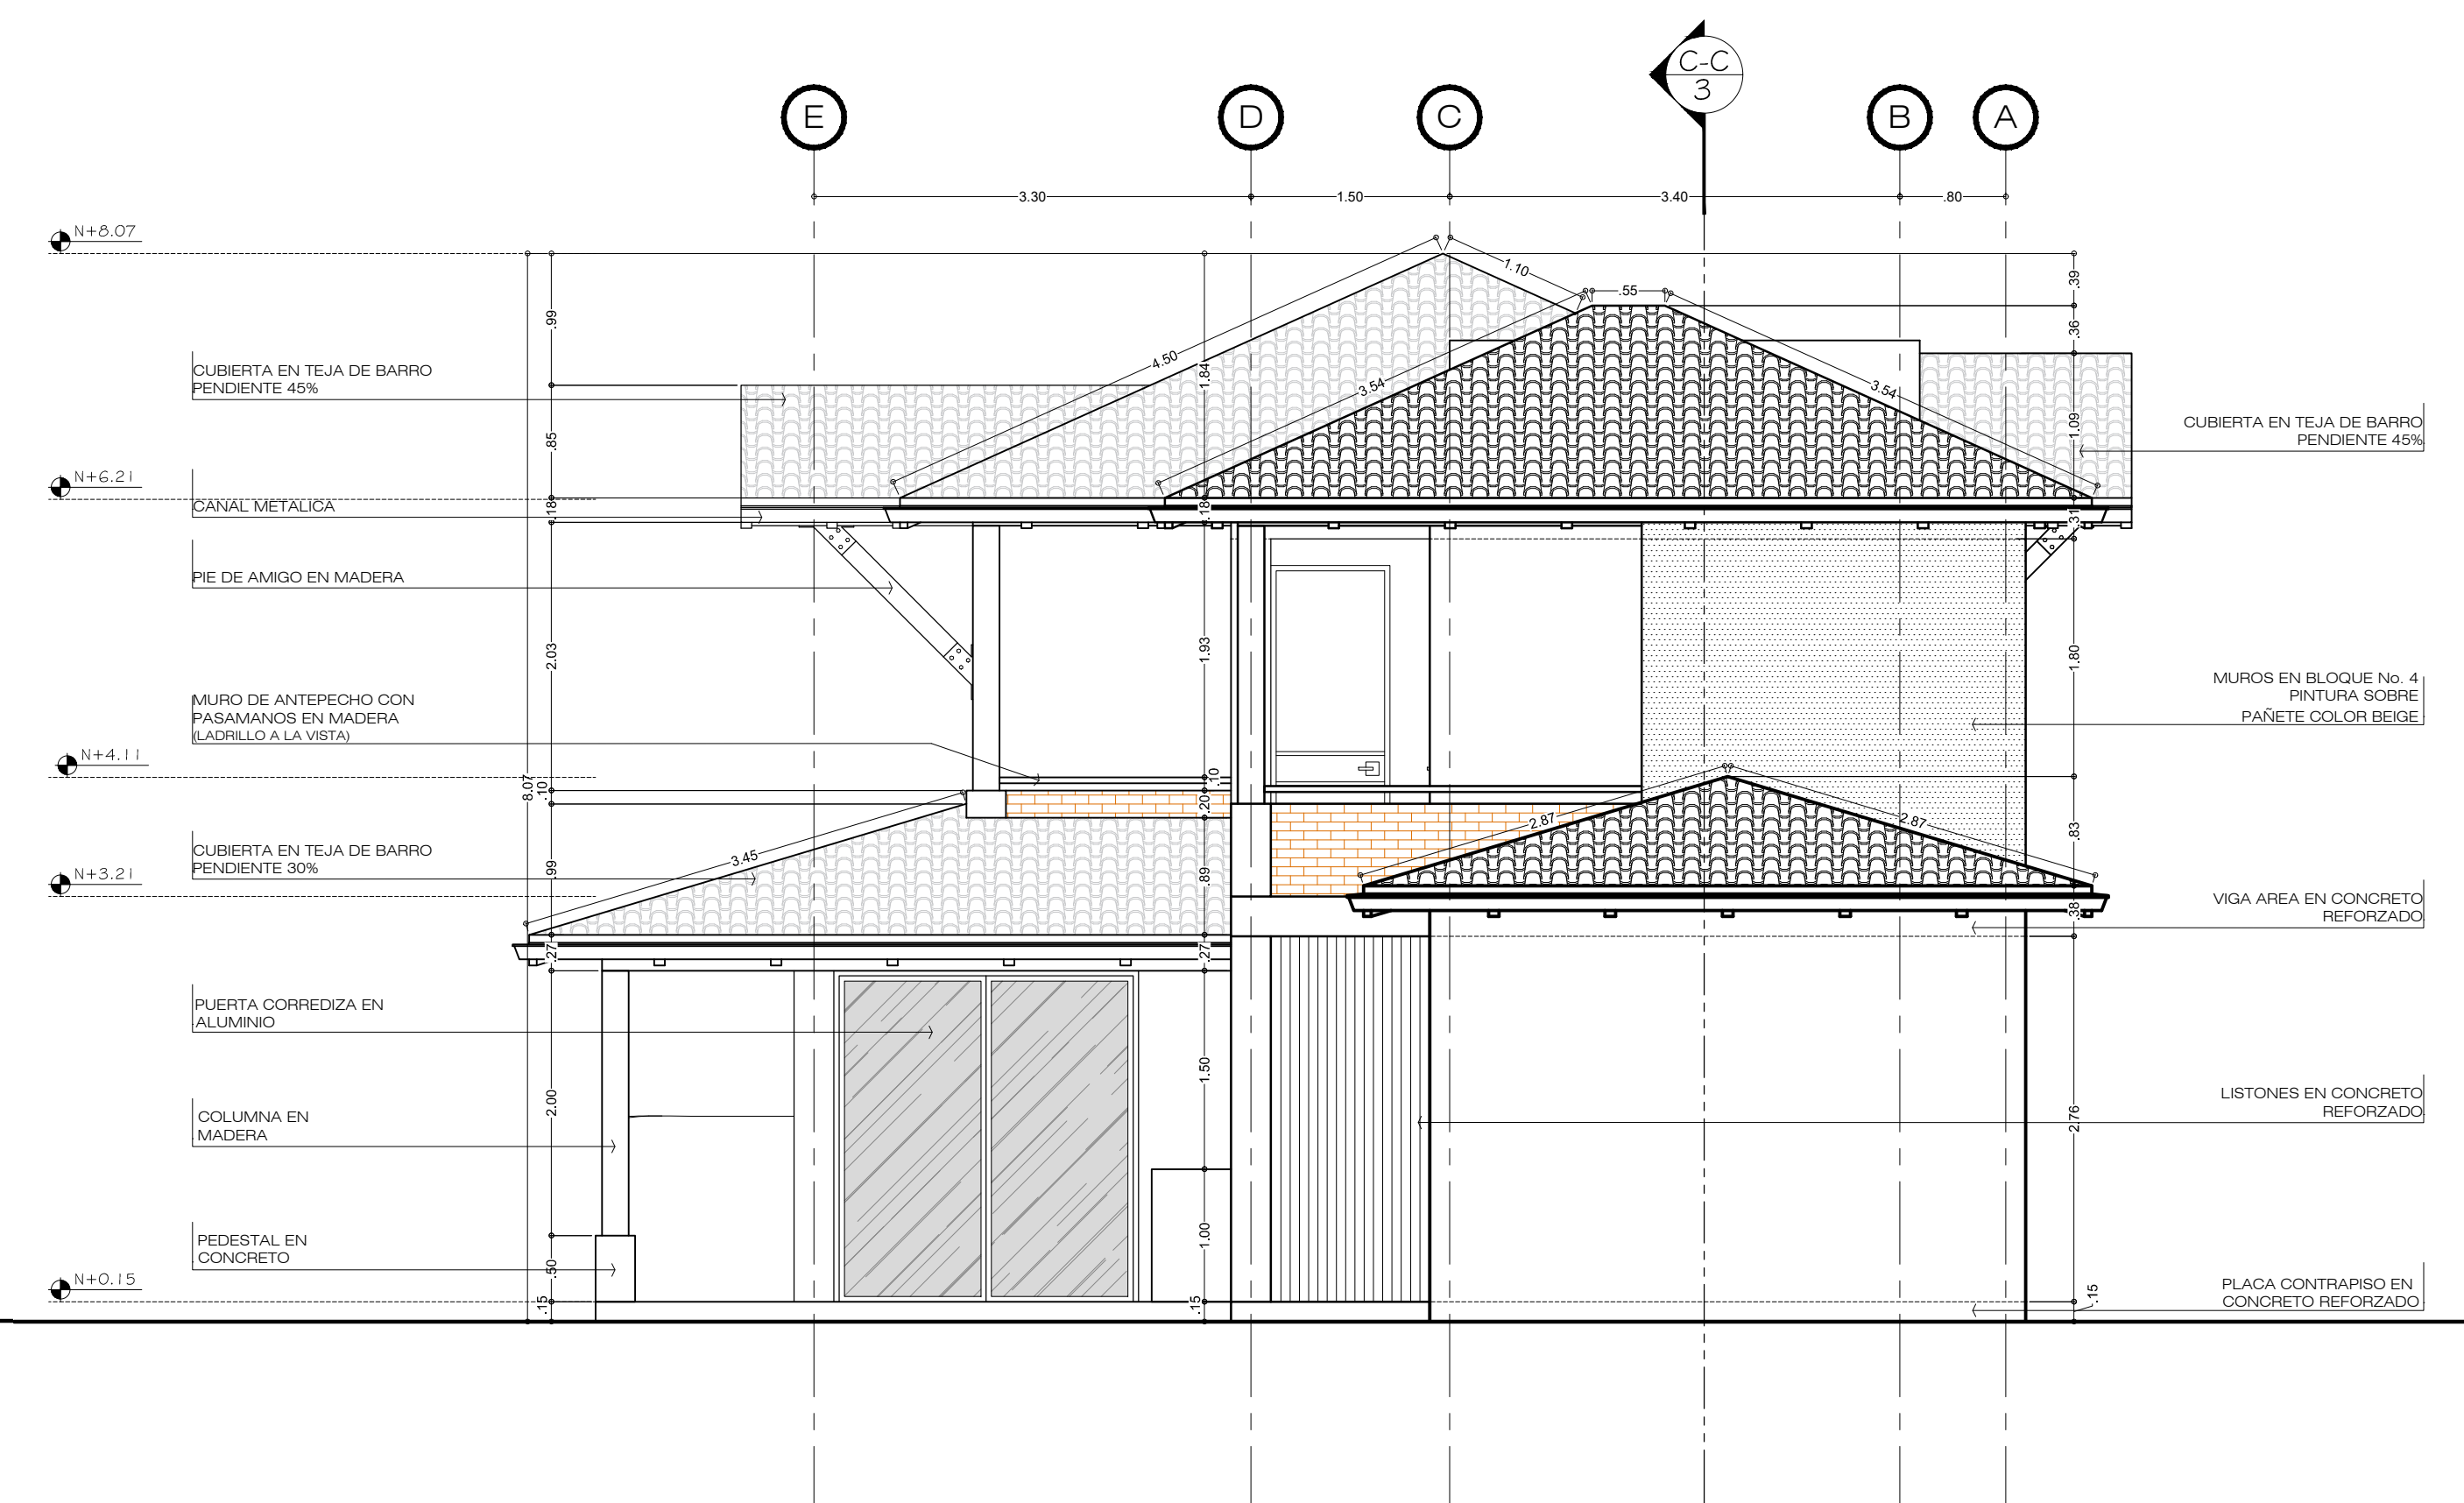 C-C
3
E
D
C
B
A
3.30
1.50
3.40
.80
N+8.07
1.10
.55
.39
.36
.99
4.50
1.84
3.54
3.54
CUBIERTA EN TEJA DE BARRO
PENDIENTE 45%
.85
1.09
CUBIERTA EN TEJA DE BARRO
PENDIENTE 45%
N+6.21
CANAL METALICA
.18
.18
.31
PIE DE AMIGO EN MADERA
2.03
1.93
1.80
MURO DE ANTEPECHO CON
PASAMANOS EN MADERA
(LADRILLO A LA VISTA)
MUROS EN BLOQUE No. 4
PINTURA SOBRE
PAÑETE COLOR BEIGE
N+4.11
8.07
.10
.10
.20
2.87
2.87
.83
CUBIERTA EN TEJA DE BARRO
PENDIENTE 30%
3.45
.99
.89
N+3.21
VIGA AREA EN CONCRETO
REFORZADO
.38
.27
.27
PUERTA CORREDIZA EN
ALUMINIO
2.00
1.50
COLUMNA EN
MADERA
LISTONES EN CONCRETO
REFORZADO
2.76
PEDESTAL EN
CONCRETO
.50
1.00
N+0.15
.15
.15
.15
PLACA CONTRAPISO EN
CONCRETO REFORZADO